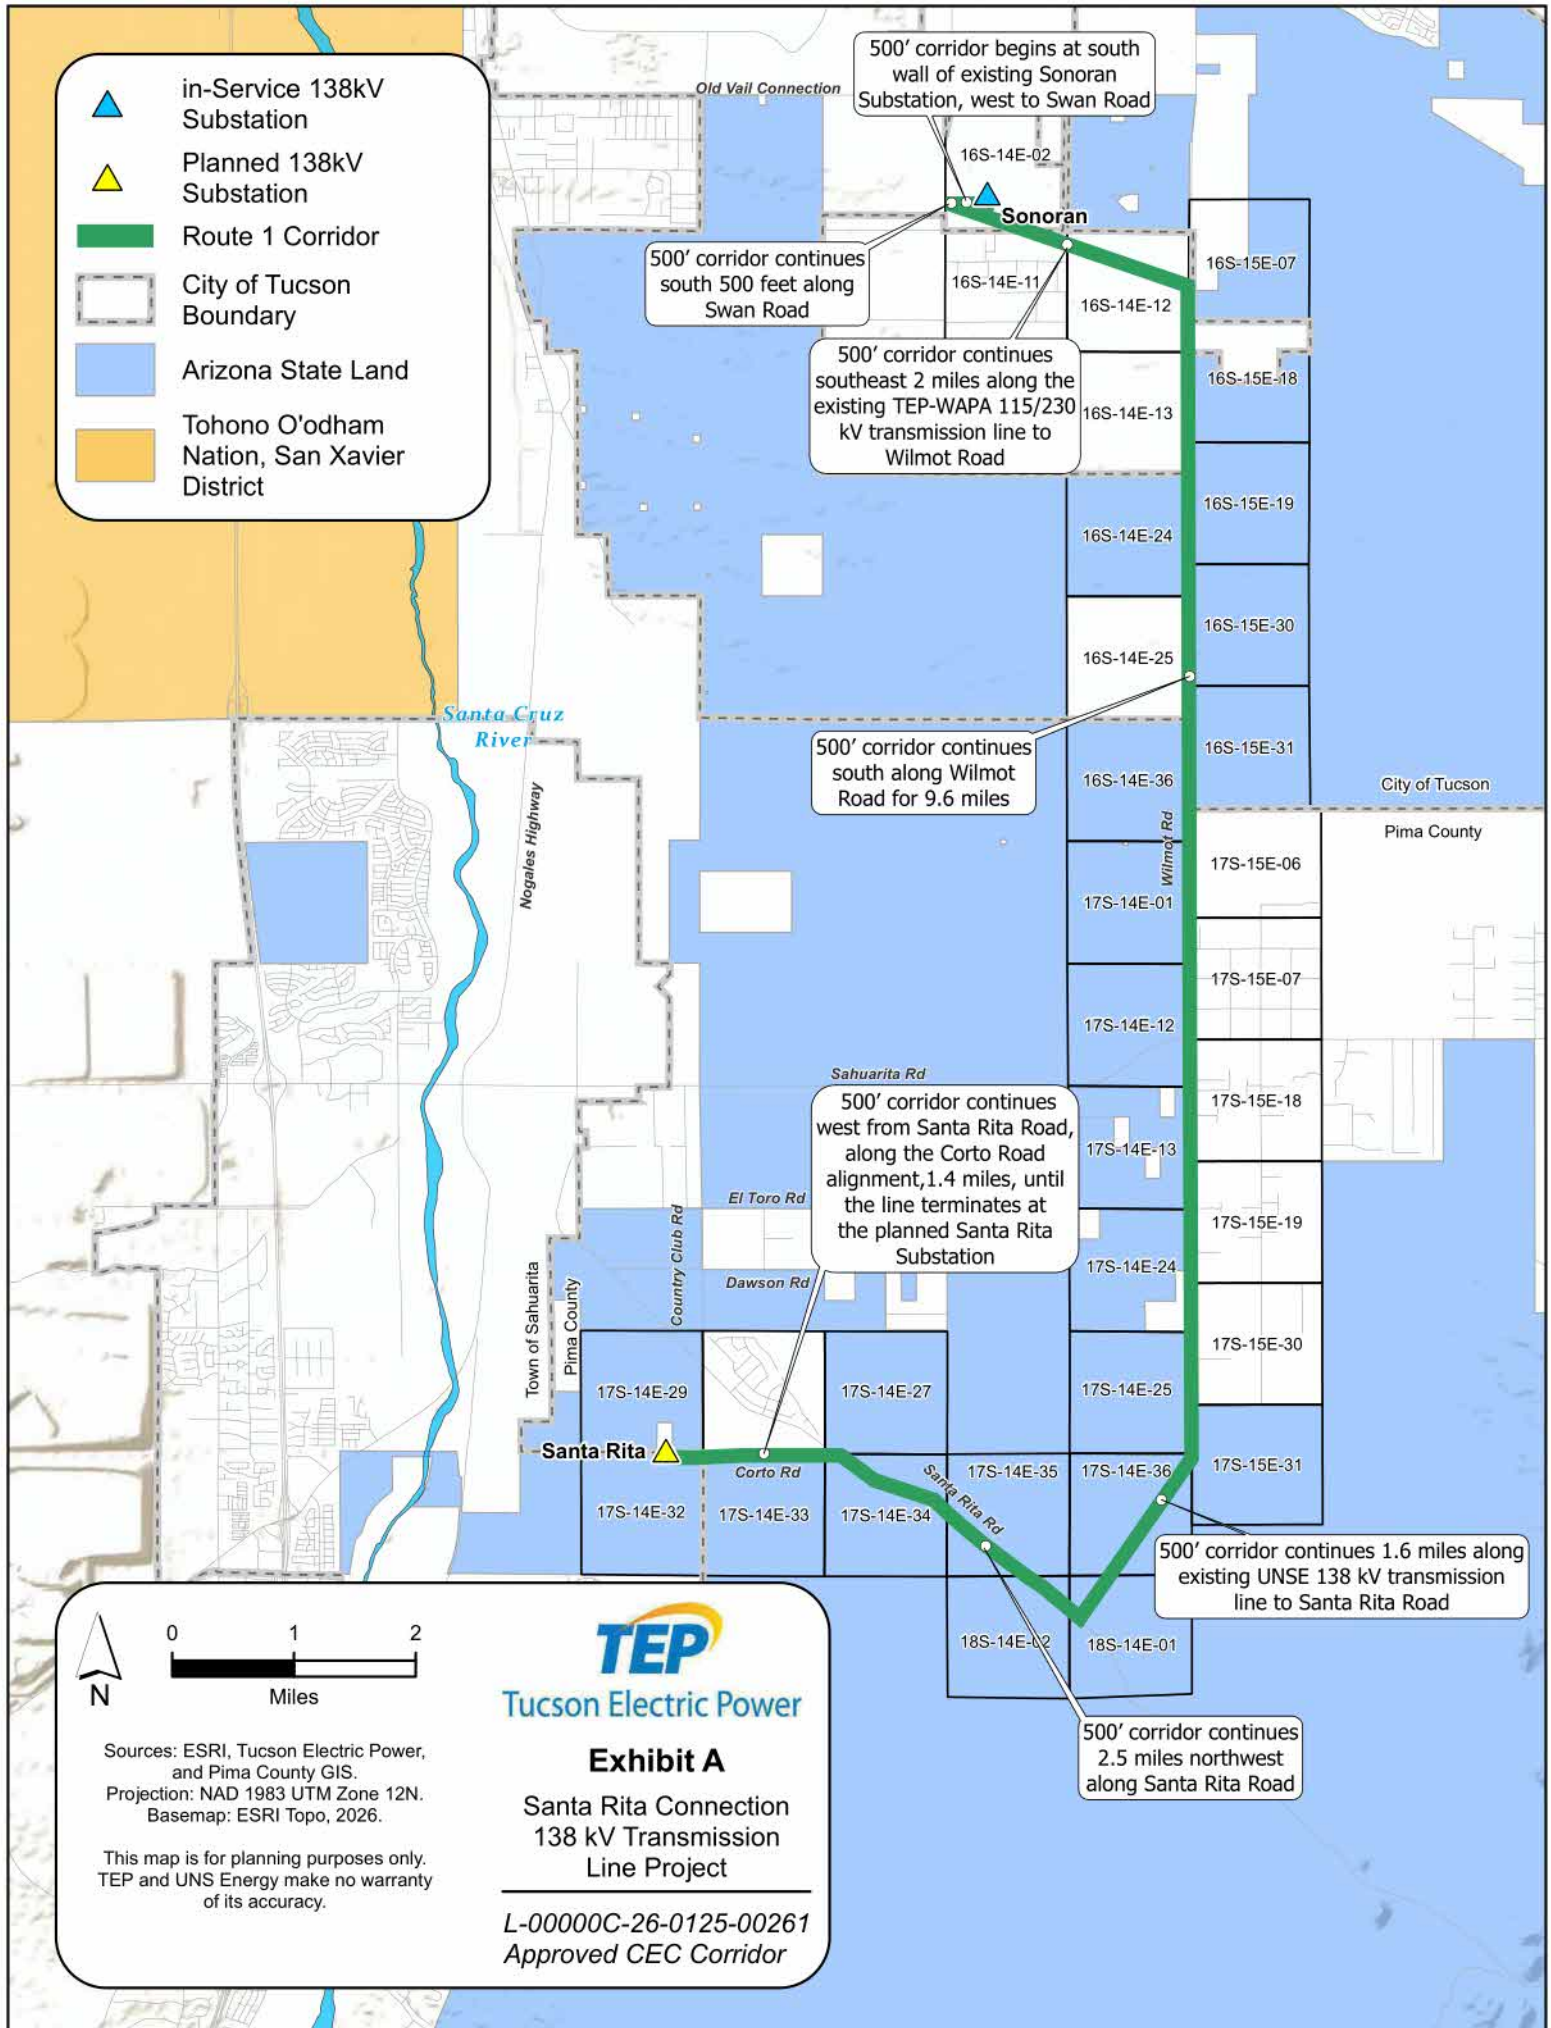 in-Service 138kV
Substation
Planned 138kV
Substation
Route 1 Corridor
City of Tucson
Boundary
Arizona State Land
Tohono O'odham
Nation, San Xavier
District
Old Vail Connection
500' corridor begins at south
wall of existing Sonoran
Substation, west to Swan Road
16S-14E-02
Sonoran
500' corridor continues
south 500 feet along
Swan Road
16S-14E-11
16S-14E-12
16S-15E-07
500' corridor continues
southeast 2 miles along the
existing TEP-WAPA 115/230
kV transmission line to
Wilmot Road
16S-14E-13
16S-15E-18
16S-14E-24
16S-15E-19
16S-14E-25
16S-15E-30
Santa Cruz
River
500' corridor continues
south along Wilmot
Road for 9.6 miles
16S-14E-36
16S-15E-31
City of Tucson
Pima County
Nogales Highway
Wilmot Rd
17S-14E-01
17S-15E-06
17S-14E-12
17S-15E-07
Sahuarita Rd
500' corridor continues
west from Santa Rita Road,
along the Corto Road
alignment,1.4 miles, until
the line terminates at
the planned Santa Rita
Substation
17S-14E-13
17S-15E-18
El Toro Rd
Country Club Rd
Dawson Rd
17S-14E-24
17S-15E-19
Town of Sahuarita
Pima County
17S-14E-29
17S-14E-27
17S-14E-25
17S-15E-30
Santa Rita
Corto Rd
Santa Rita Rd
17S-14E-35
17S-14E-36
17S-15E-31
17S-14E-32
17S-14E-33
17S-14E-34
500' corridor continues 1.6 miles along
existing UNSE 138 kV transmission
line to Santa Rita Road
18S-14E-02
18S-14E-01
500' corridor continues
2.5 miles northwest
along Santa Rita Road
N
0 1 2
Miles
Sources: ESRI, Tucson Electric Power,
and Pima County GIS.
Projection: NAD 1983 UTM Zone 12N.
Basemap: ESRI Topo, 2026.
This map is for planning purposes only.
TEP and UNS Energy make no warranty
of its accuracy.
TEP
Tucson Electric Power
Exhibit A
Santa Rita Connection
138 kV Transmission
Line Project
L-00000C-26-0125-00261
Approved CEC Corridor